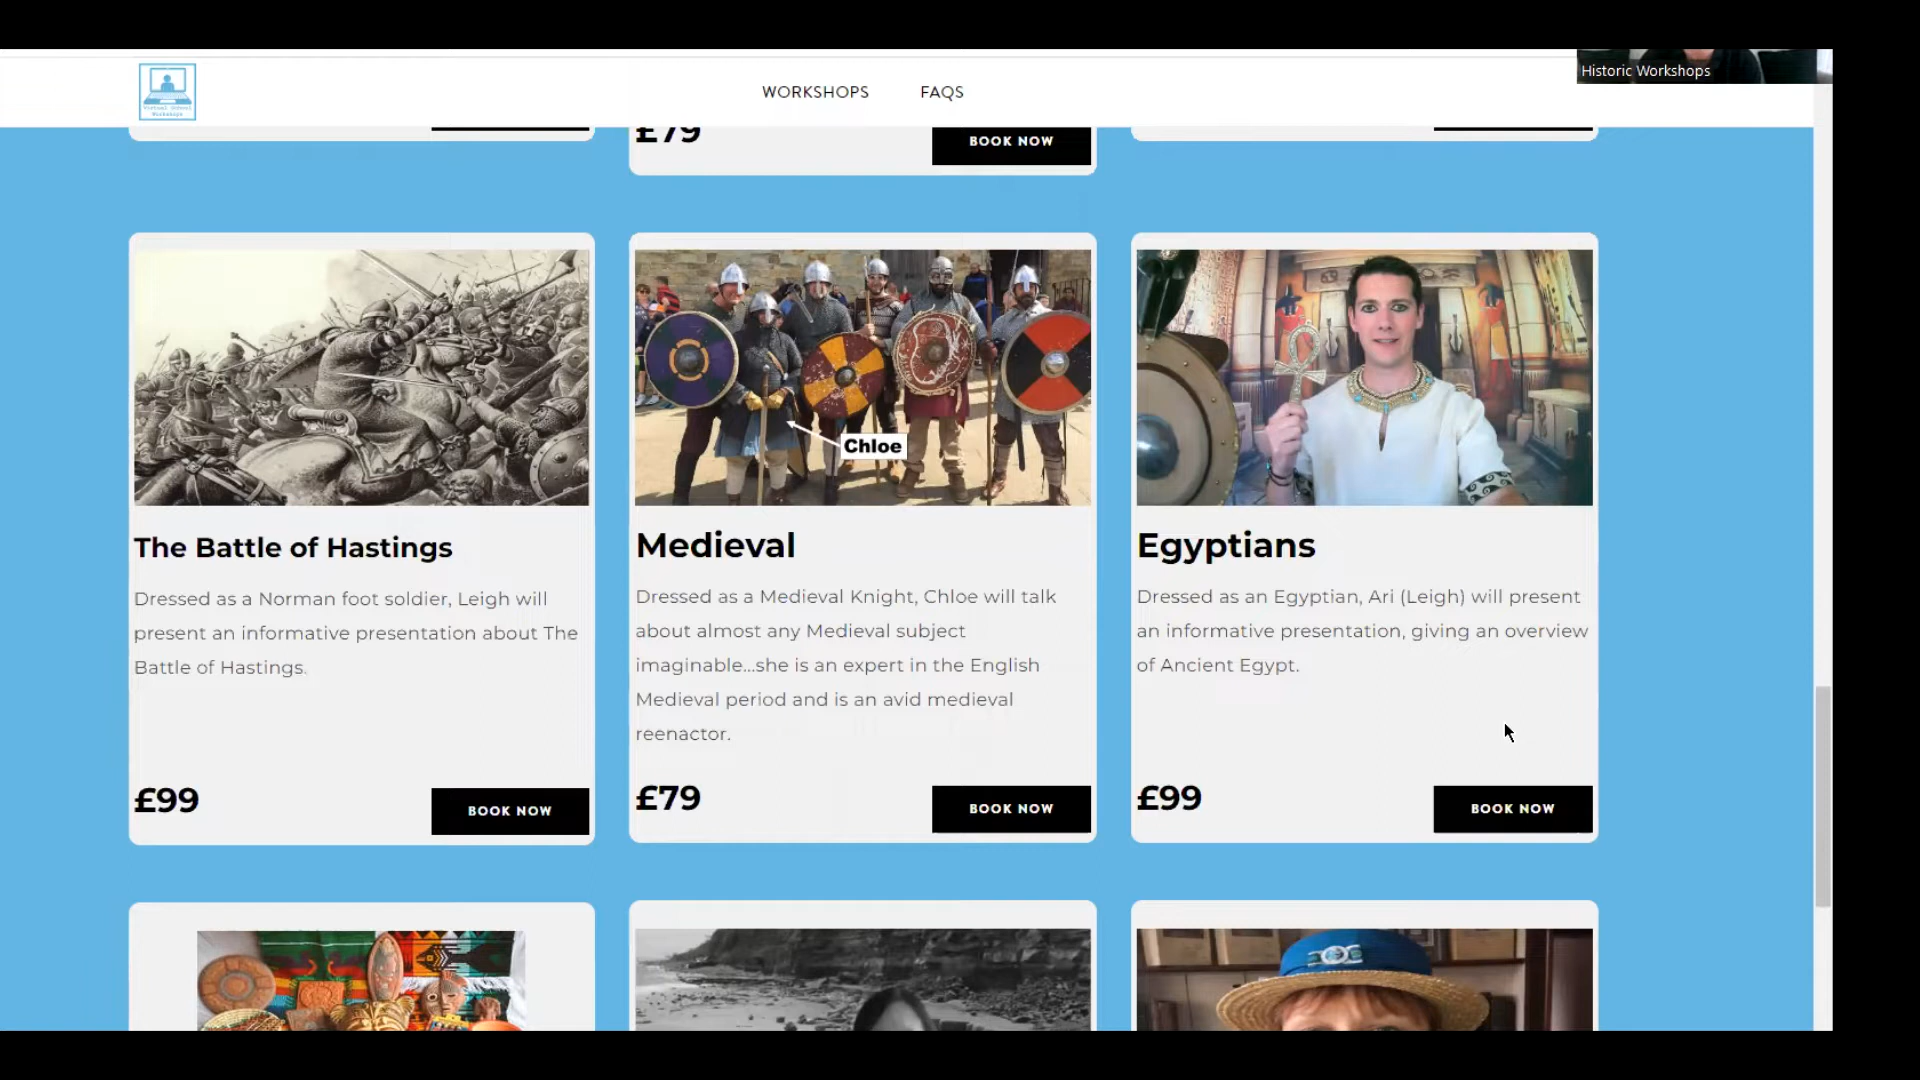 Historic Workshops
Virtual School
Workshops
WORKSHOPS
FAQS
£79
BOOK NOW
Chloe
The Battle of Hastings
Dressed as a Norman foot soldier, Leigh will
present an informative presentation about The
Battle of Hastings.
£99
BOOK NOW
Medieval
Dressed as a Medieval Knight, Chloe will talk
about almost any Medieval subject
imaginable...she is an expert in the English
Medieval period and is an avid medieval
reenactor.
£79
BOOK NOW
Egyptians
Dressed as an Egyptian, Ari (Leigh) will present
an informative presentation, giving an overview
of Ancient Egypt.
£99
BOOK NOW